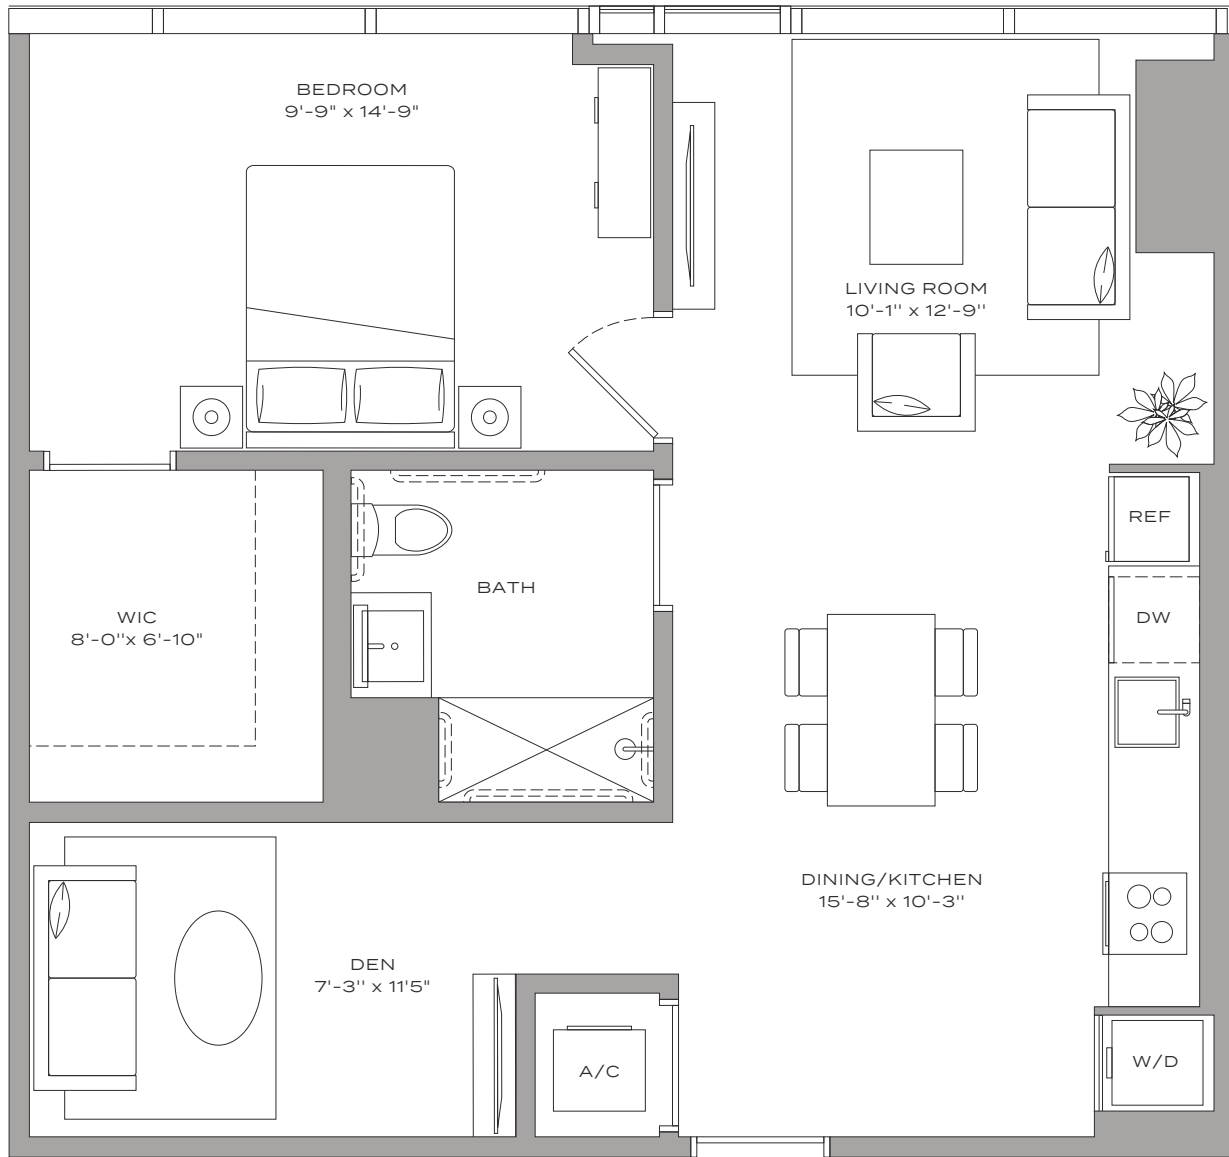 BEDROOM
9'-9" x 14'-9"
LIVING ROOM
10'-1" x 12'-9"
REF
BATH
DW
WIC
8'-0"x 6'-10"
DINING/KITCHEN
15'-8" x 10'-3"
DEN
7'-3" x 11'5"
A/C
W/D